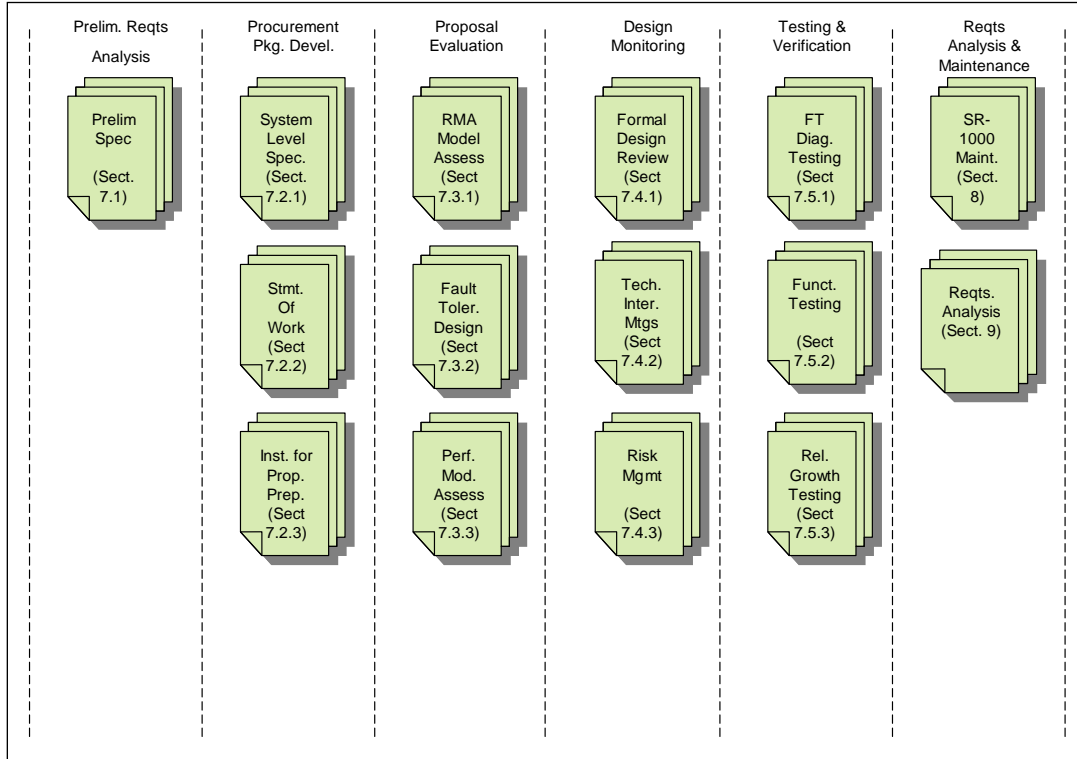 Prelim. Reqts
Analysis
Procurement
Pkg. Devel.
Proposal
Evaluation
Design
Monitoring
Testing &
Verification
Reqts
Analysis &
Maintenance
Prelim
Spec
(Sect.
7.1)
System
Level
Spec.
(Sect.
7.2.1)
RMA
Model
Assess
(Sect
7.3.1)
Formal
Design
Review
(Sect
7.4.1)
FT
Diag.
Testing
(Sect
7.5.1)
SR-
1000
Maint.
(Sect.
8)
Stmt.
Of
Work
(Sect
7.2.2)
Fault
Toler.
Design
(Sect
7.3.2)
Tech.
Inter.
Mtgs
(Sect
7.4.2)
Funct.
Testing
(Sect
7.5.2)
Reqts.
Analysis
(Sect. 9)
Inst. for
Prop.
Prep.
(Sect
7.2.3)
Perf.
Mod.
Assess
(Sect
7.3.3)
Risk
Mgmt
(Sect
7.4.3)
Rel.
Growth
Testing
(Sect
7.5.3)